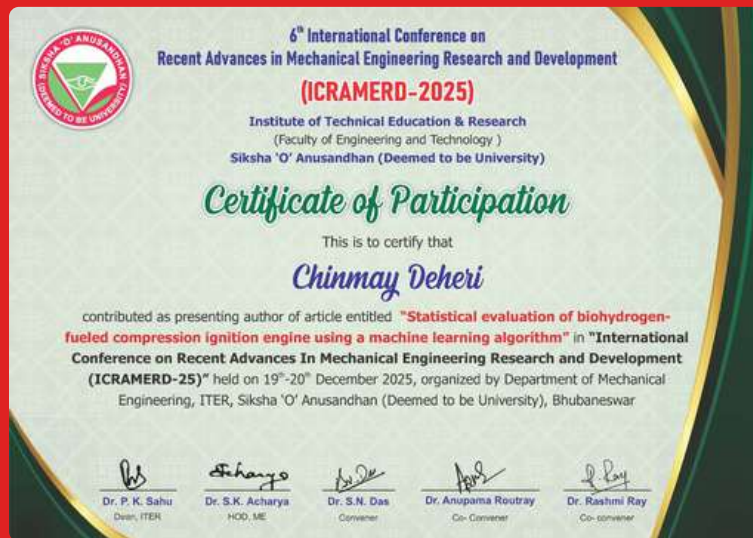 6th International Conference on
Recent Advances in Mechanical Engineering Research and Development
(ICRAMERD-2025)
SIKSHA 'O' ANUSANDHAN
(DEEMED TO BE UNIVERSITY)
Institute of Technical Education & Research
(Faculty of Engineering and Technology )
Siksha 'O' Anusandhan (Deemed to be University)
Certificate of Participation
This is to certify that
Chinmay Deheri
contributed as presenting author of article entitled "Statistical evaluation of biohydrogen-
fueled compression ignition engine using a machine learning algorithm" in "International
Conference on Recent Advances In Mechanical Engineering Research and Development
(ICRAMERD-25)" held on 19th-20th December 2025, organized by Department of Mechanical
Engineering, ITER, Siksha 'O' Anusandhan (Deemed to be University), Bhubaneswar
Dr. P. K. Sahu Dr. S.K. Acharya Dr. S.N. Das Dr. Anupama Routray Dr. Rashmi Ray
Dean, ITER HOD, ME Convener Co- Convener Co- convener